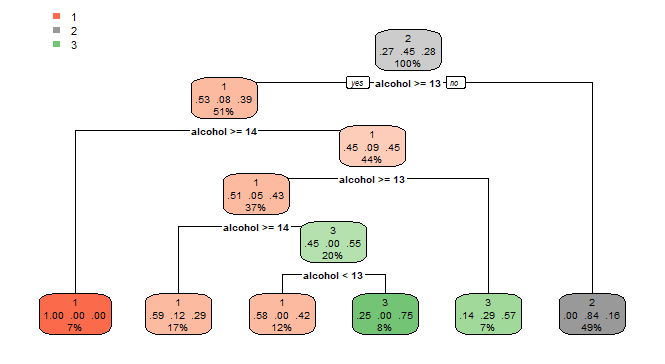 1
2
3
2
.27 .45 .28
100%
yes alcohol >= 13 no
1
.53 .08 .39
51%
alcohol >= 14
1
.45 .09 .45
44%
alcohol >= 13
1
.51 .05 .43
37%
alcohol >= 14
3
.45 .00 .55
20%
alcohol < 13
1
1.00 .00 .00
7%
1
.59 .12 .29
17%
1
.58 .00 .42
12%
3
.25 .00 .75
8%
3
.14 .29 .57
7%
2
.00 .84 .16
49%